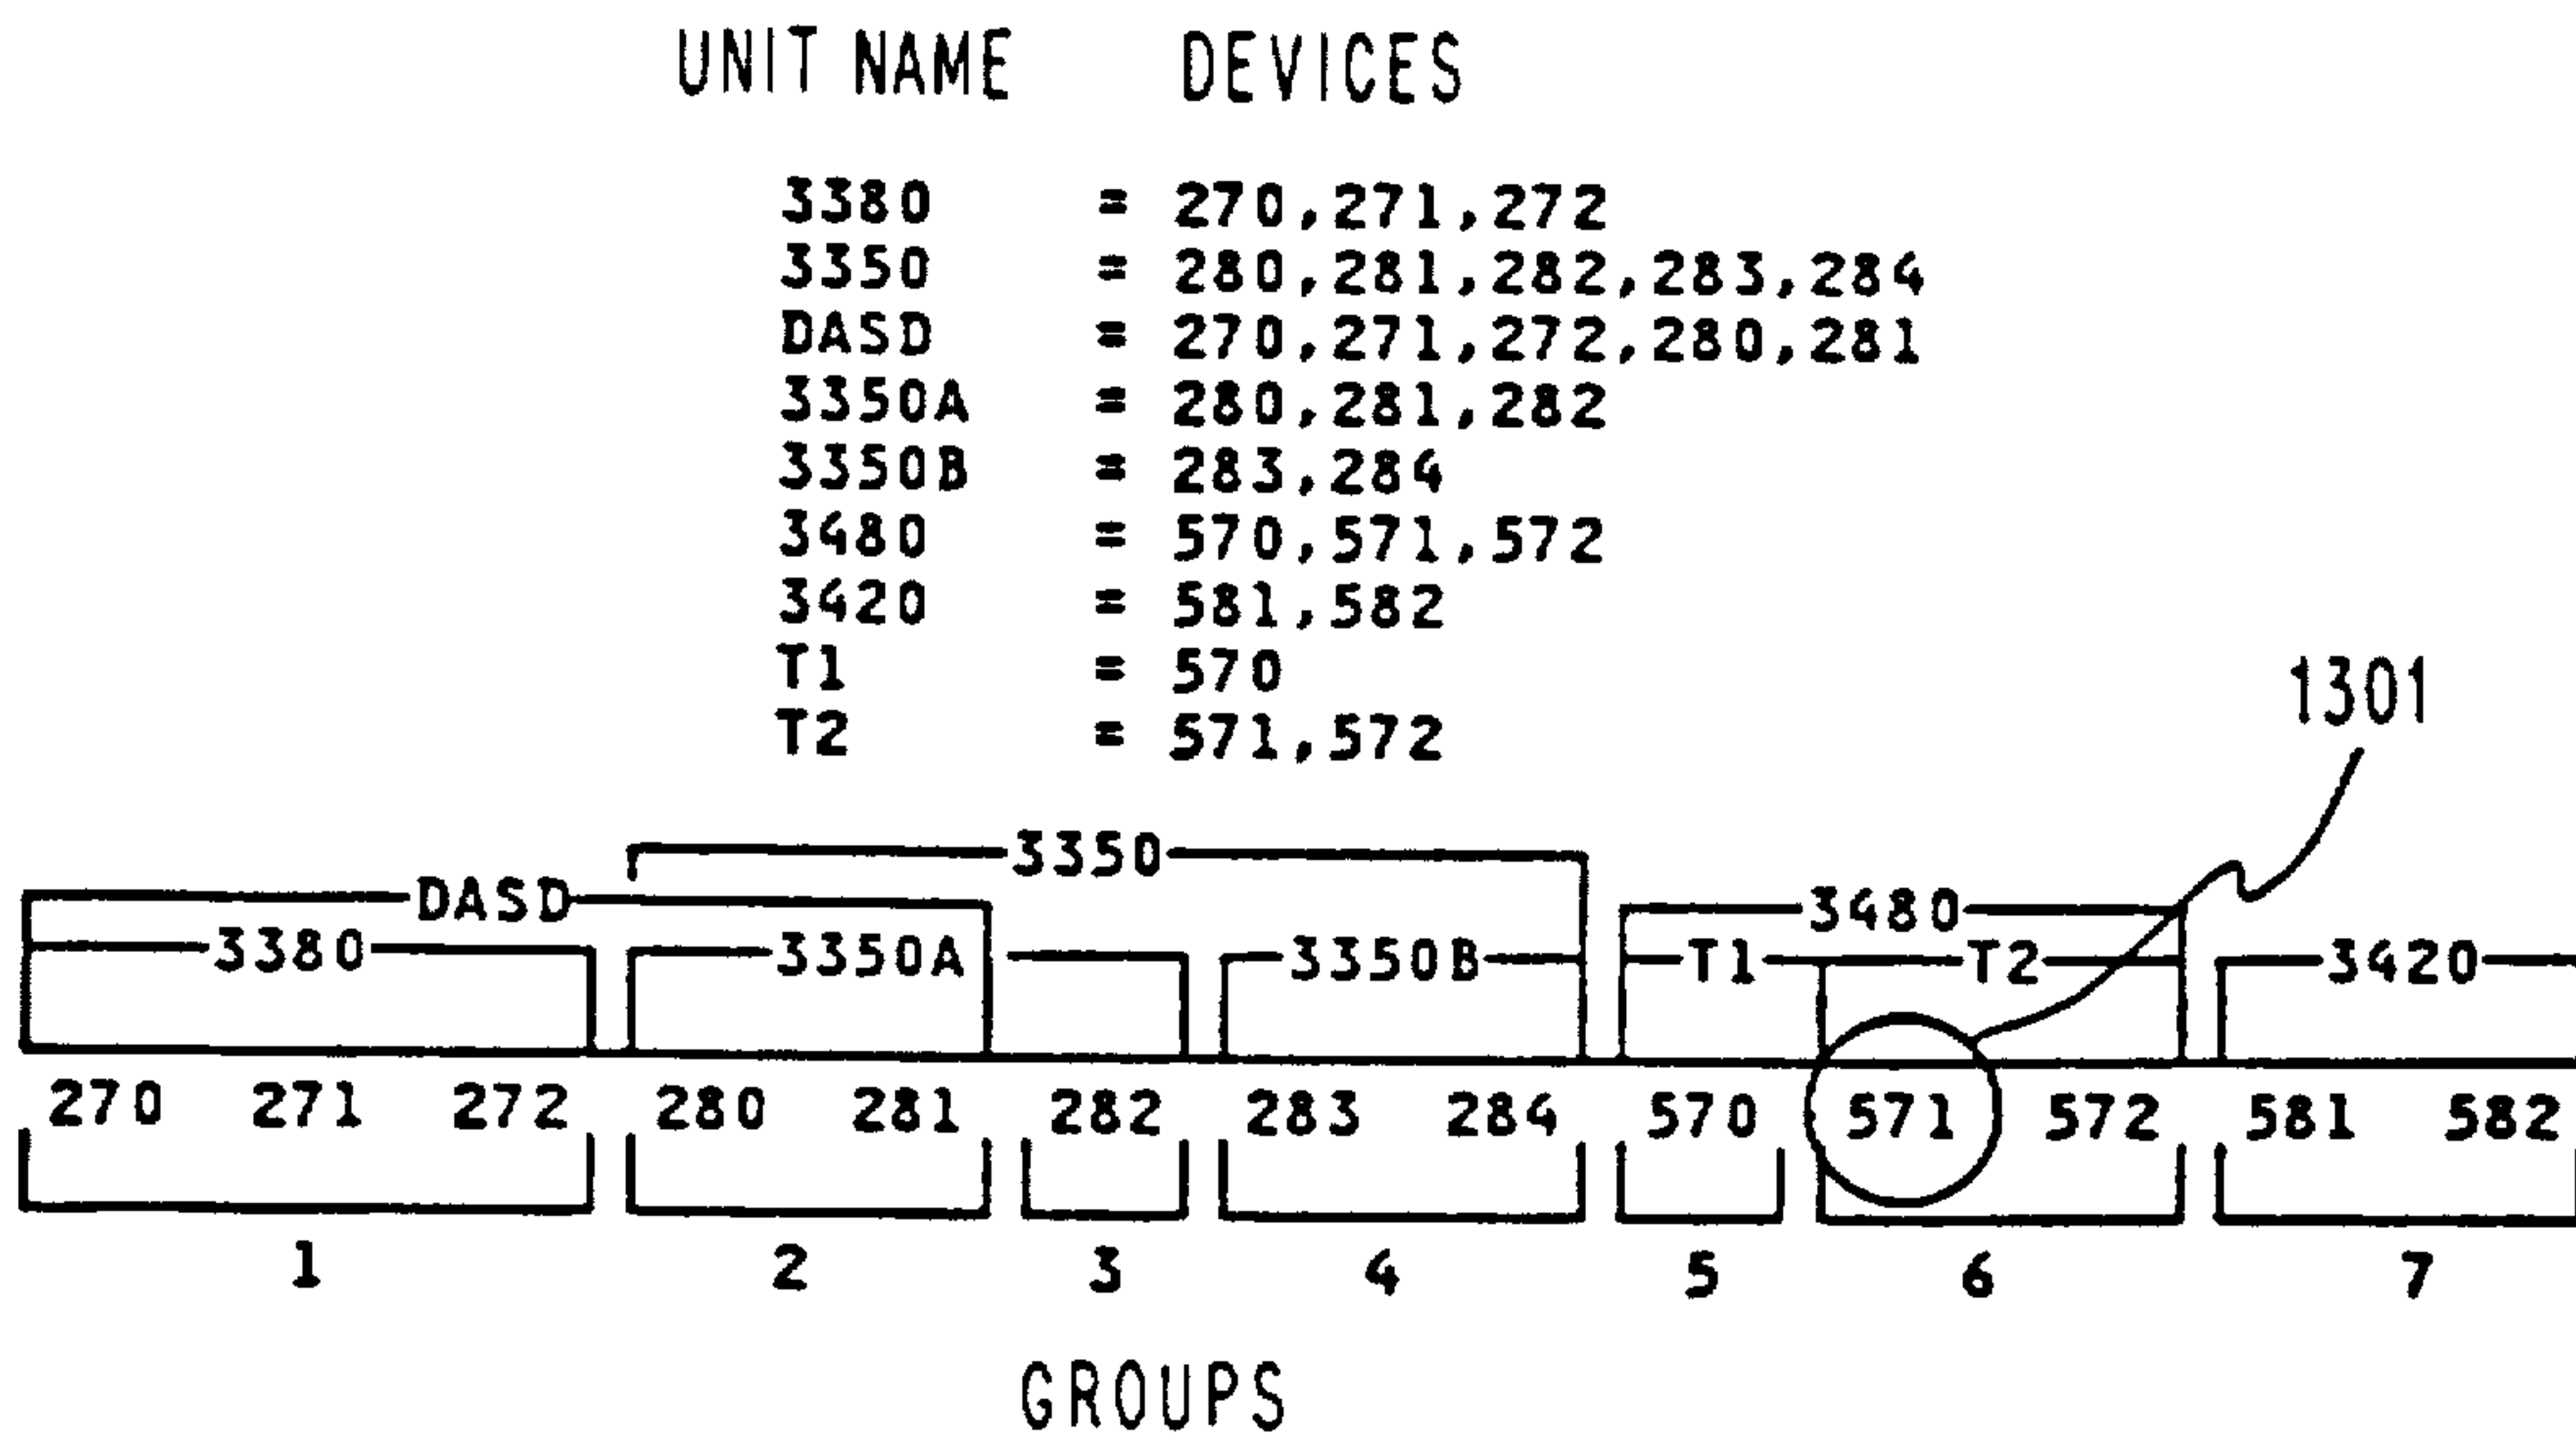 UNIT NAME DEVICES
3380 = 270,271,272
3350 = 280,281,282,283,284
DASD = 270,271,272,280,281
3350A = 280,281,282
3350B = 283,284
3480 = 570,571,572
3420 = 581,582
T1 = 570
T2 = 571,572
1301
3350
DASD 3480
3380 3350A 3350B T1 T2 3420
270 271 272 280 281 282 283 284 570 571 572 581 582
1 2 3 4 5 6 7
GROUPS